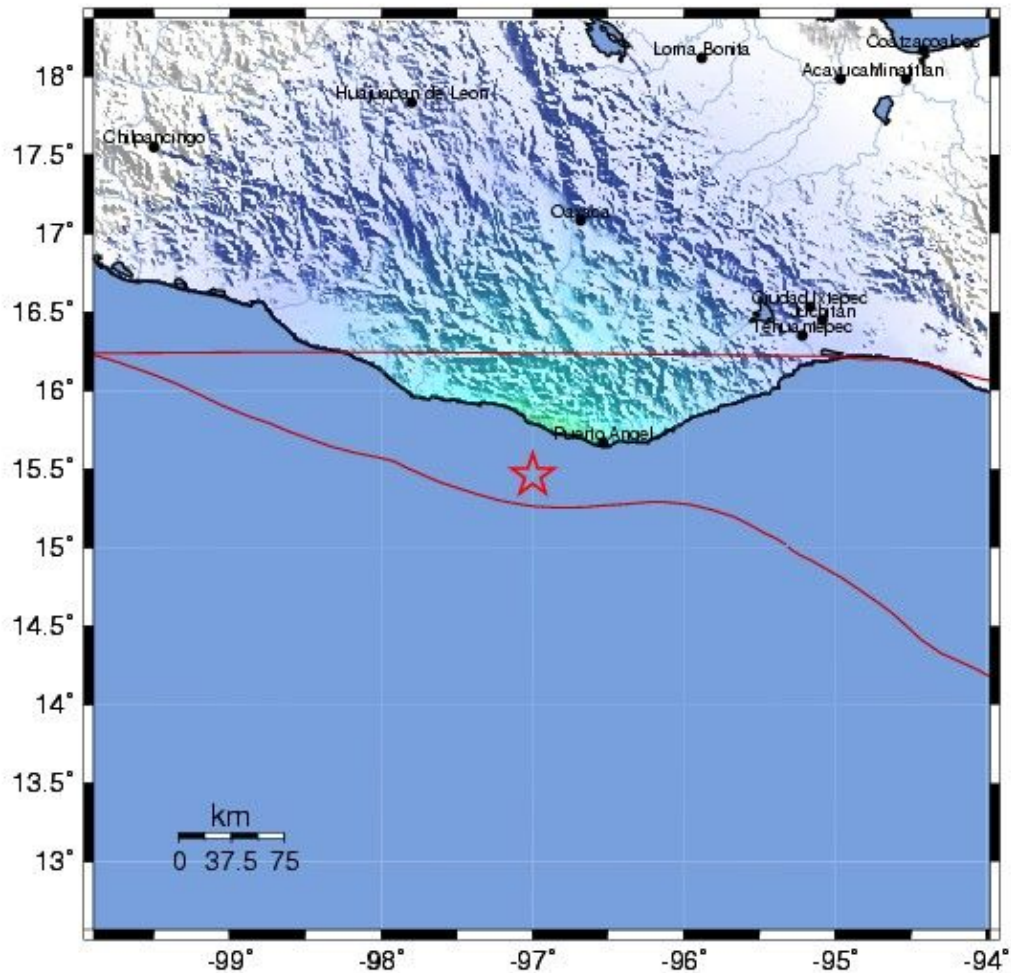 Coatzacoalcos
Loma Bonita
18°
Acayucan Minatitlan
Huajuapan de Leon
Chilpancingo
17.5°
Oaxaca
17°
Ciudad Ixtepec
16.5°
Juchitan
Tehuantepec
16°
Puerto Angel
15.5°
15°
14.5°
14°
13.5°
km
0 37.5 75
13°
-99° -98° -97° -96° -95° -94°